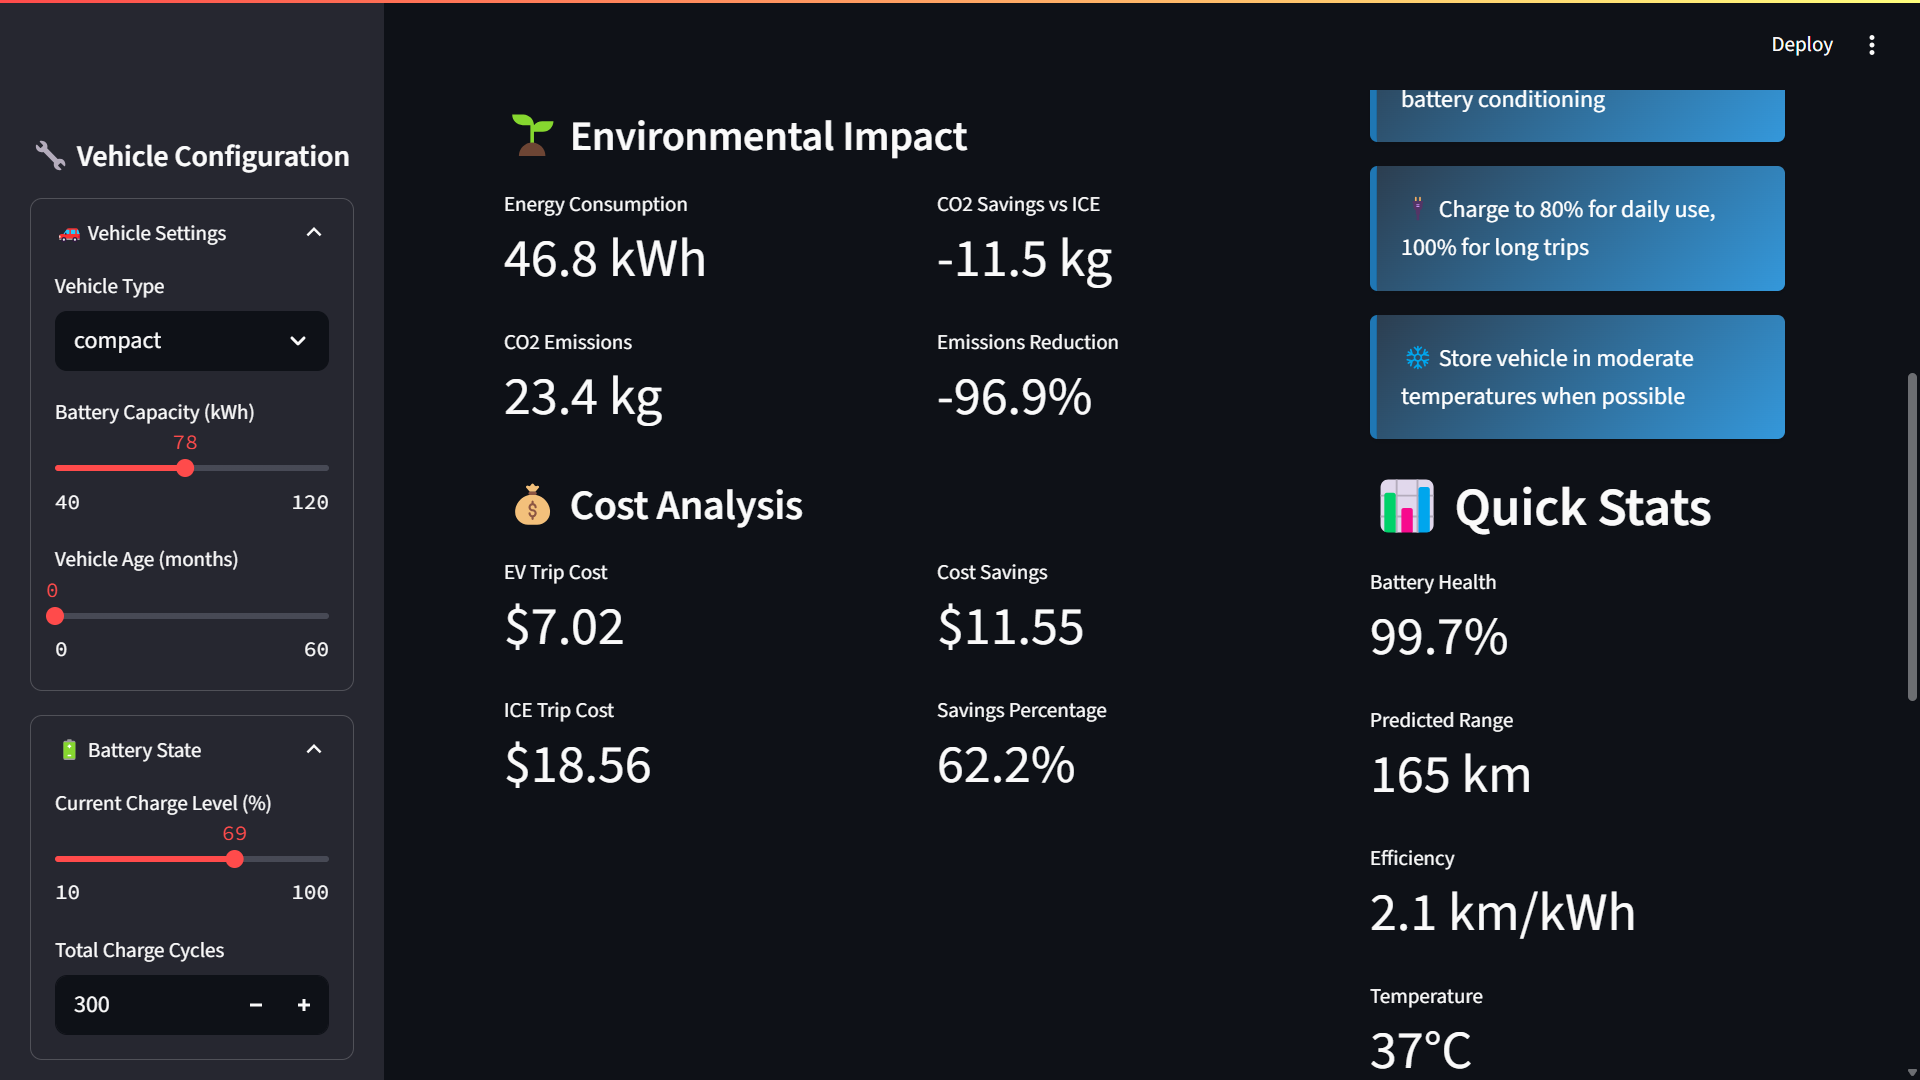 Deploy
Vehicle Configuration
Vehicle Settings
Vehicle Type
compact
Battery Capacity (kWh)
78
40 120
Vehicle Age (months)
0
0 60
Battery State
Current Charge Level (%)
69
10 100
Total Charge Cycles
300
Environmental Impact
Energy Consumption
46.8 kWh
CO2 Savings vs ICE
-11.5 kg
CO2 Emissions
23.4 kg
Emissions Reduction
-96.9%
Cost Analysis
EV Trip Cost
$7.02
Cost Savings
$11.55
ICE Trip Cost
$18.56
Savings Percentage
62.2%
battery conditioning
Charge to 80% for daily use,
100% for long trips
Store vehicle in moderate
temperatures when possible
Quick Stats
Battery Health
99.7%
Predicted Range
165 km
Efficiency
2.1 km/kWh
Temperature
37°C